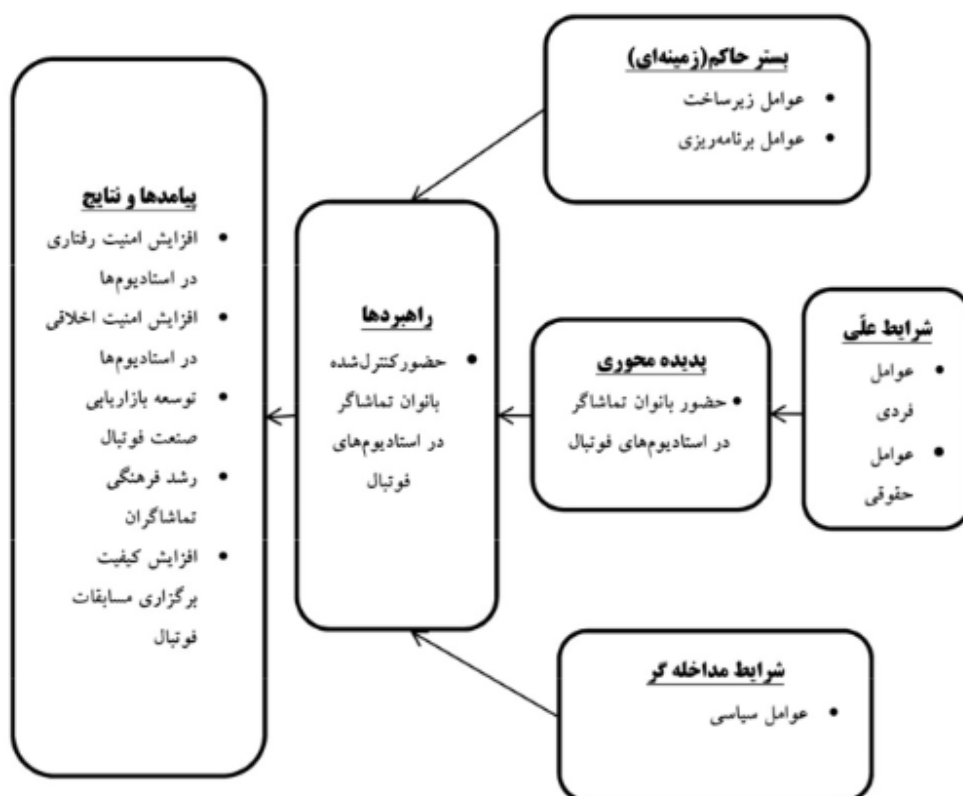 بستر حاکم(زمینه‌ای)
• عوامل زیرساخت
• عوامل برنامه‌ریزی
شرایط علّی
• عوامل
فردی
• عوامل
حقوقی
پدیده محوری
• حضور بانوان تماشاگر
در استادیوم‌های فوتبال
راهبردها
• حضورکنترل‌شده
بانوان تماشاگر
در استادیوم‌های
فوتبال
شرایط مداخله گر
• عوامل سیاسی
پیامدها و نتایج
• افزایش امنیت رفتاری
در استادیوم‌ها
• افزایش امنیت اخلاقی
در استادیوم‌ها
• توسعه بازاریابی
صنعت فوتبال
• رشد فرهنگی
تماشاگران
• افزایش کیفیت
برگزاری مسابقات
فوتبال